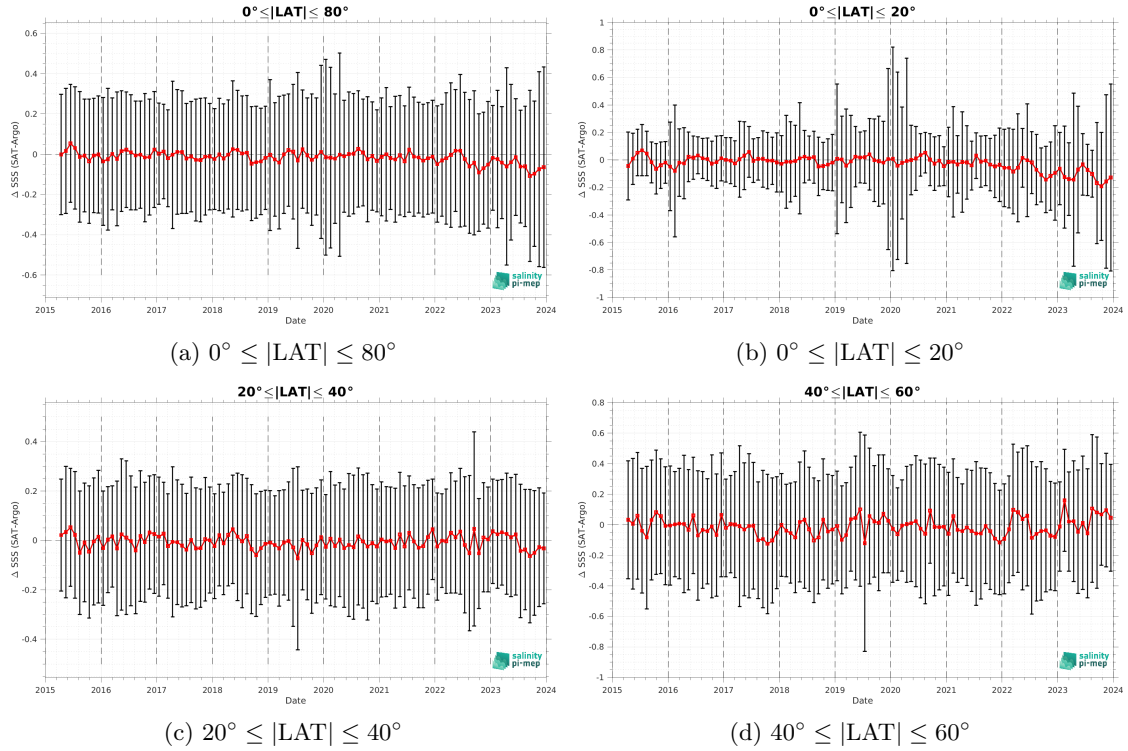 0°≤|LAT|≤ 80°
0.6
0.4
0.2
0
-0.2
-0.4
-0.6
Δ SSS (SAT-Argo)
2015 2016 2017 2018 2019 2020 2021 2022 2023 2024
Date
salinity
pi-mep
(a) 0° ≤ |LAT| ≤ 80°
0°≤|LAT|≤ 20°
1
0.8
0.6
0.4
0.2
0
-0.2
-0.4
-0.6
-0.8
-1
Δ SSS (SAT-Argo)
2015 2016 2017 2018 2019 2020 2021 2022 2023 2024
Date
salinity
pi-mep
(b) 0° ≤ |LAT| ≤ 20°
20°≤|LAT|≤ 40°
0.4
0.2
0
-0.2
-0.4
Δ SSS (SAT-Argo)
2015 2016 2017 2018 2019 2020 2021 2022 2023 2024
Date
salinity
pi-mep
(c) 20° ≤ |LAT| ≤ 40°
40°≤|LAT|≤ 60°
0.8
0.6
0.4
0.2
0
-0.2
-0.4
-0.6
-0.8
-1
Δ SSS (SAT-Argo)
2015 2016 2017 2018 2019 2020 2021 2022 2023 2024
Date
salinity
pi-mep
(d) 40° ≤ |LAT| ≤ 60°